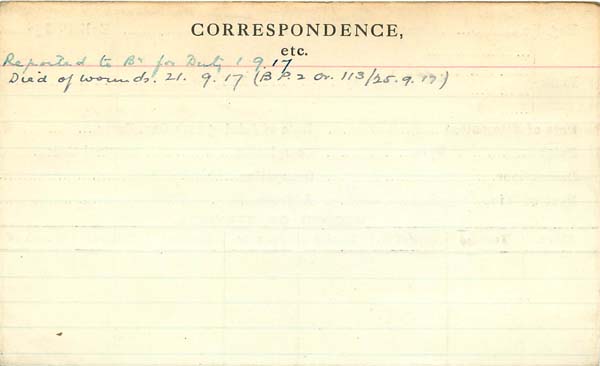 CORRESPONDENCE,
etc.
Reported to Bn for Duty 1 9.17
Died of wounds. 21. 9. 17 (B.P.2 Or. 113/25.9.17)